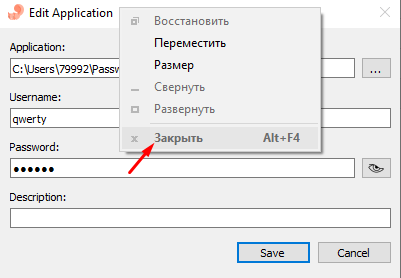 Edit Application
Восстановить
Переместить
Размер
Свернуть
Развернуть
Закрыть Alt+F4
Application:
C:\Users\79992\Passw
...
Username:
qwerty
Password:
●●●●●●
Description:
Save Cancel